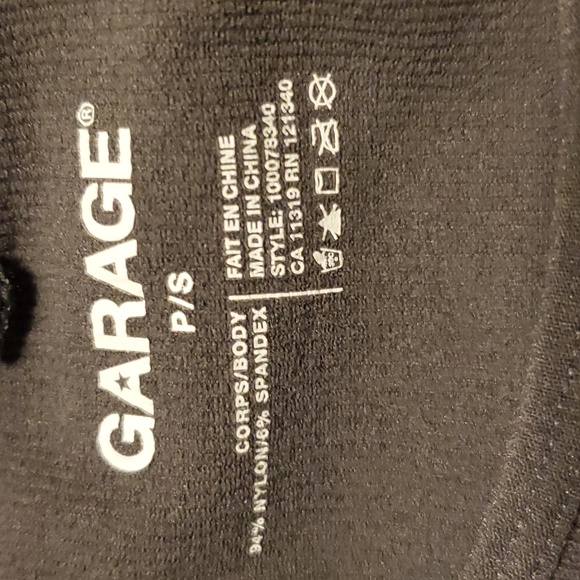 GARAGE®
P/S
CORPS/BODY
94% NYLON/6% SPANDEX
FAIT EN CHINE
MADE IN CHINA
STYLE: 100078340
CA 11319 RN 121340